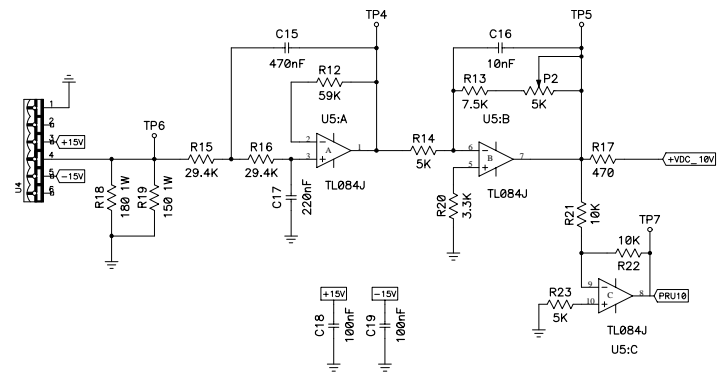 TP4
TP5
C15
470nF
C16
10nF
R12
59K
R13
7.5K
P2
5K
U5:A
U5:B
1
2
3
4
5
6
+15V
-15V
U4
TP6
R15
29.4K
R16
29.4K
2
3
A
1
TL084J
R14
5K
6
5
B
7
TL084J
R17
470
+VDC_10V
R18
180 1W
R19
150 1W
C17
220nF
R20
3.3K
R21
10K
TP7
10K
R22
9
10
C
8
PRU10
R23
5K
TL084J
U5:C
+15V
-15V
C18
100nF
C19
100nF